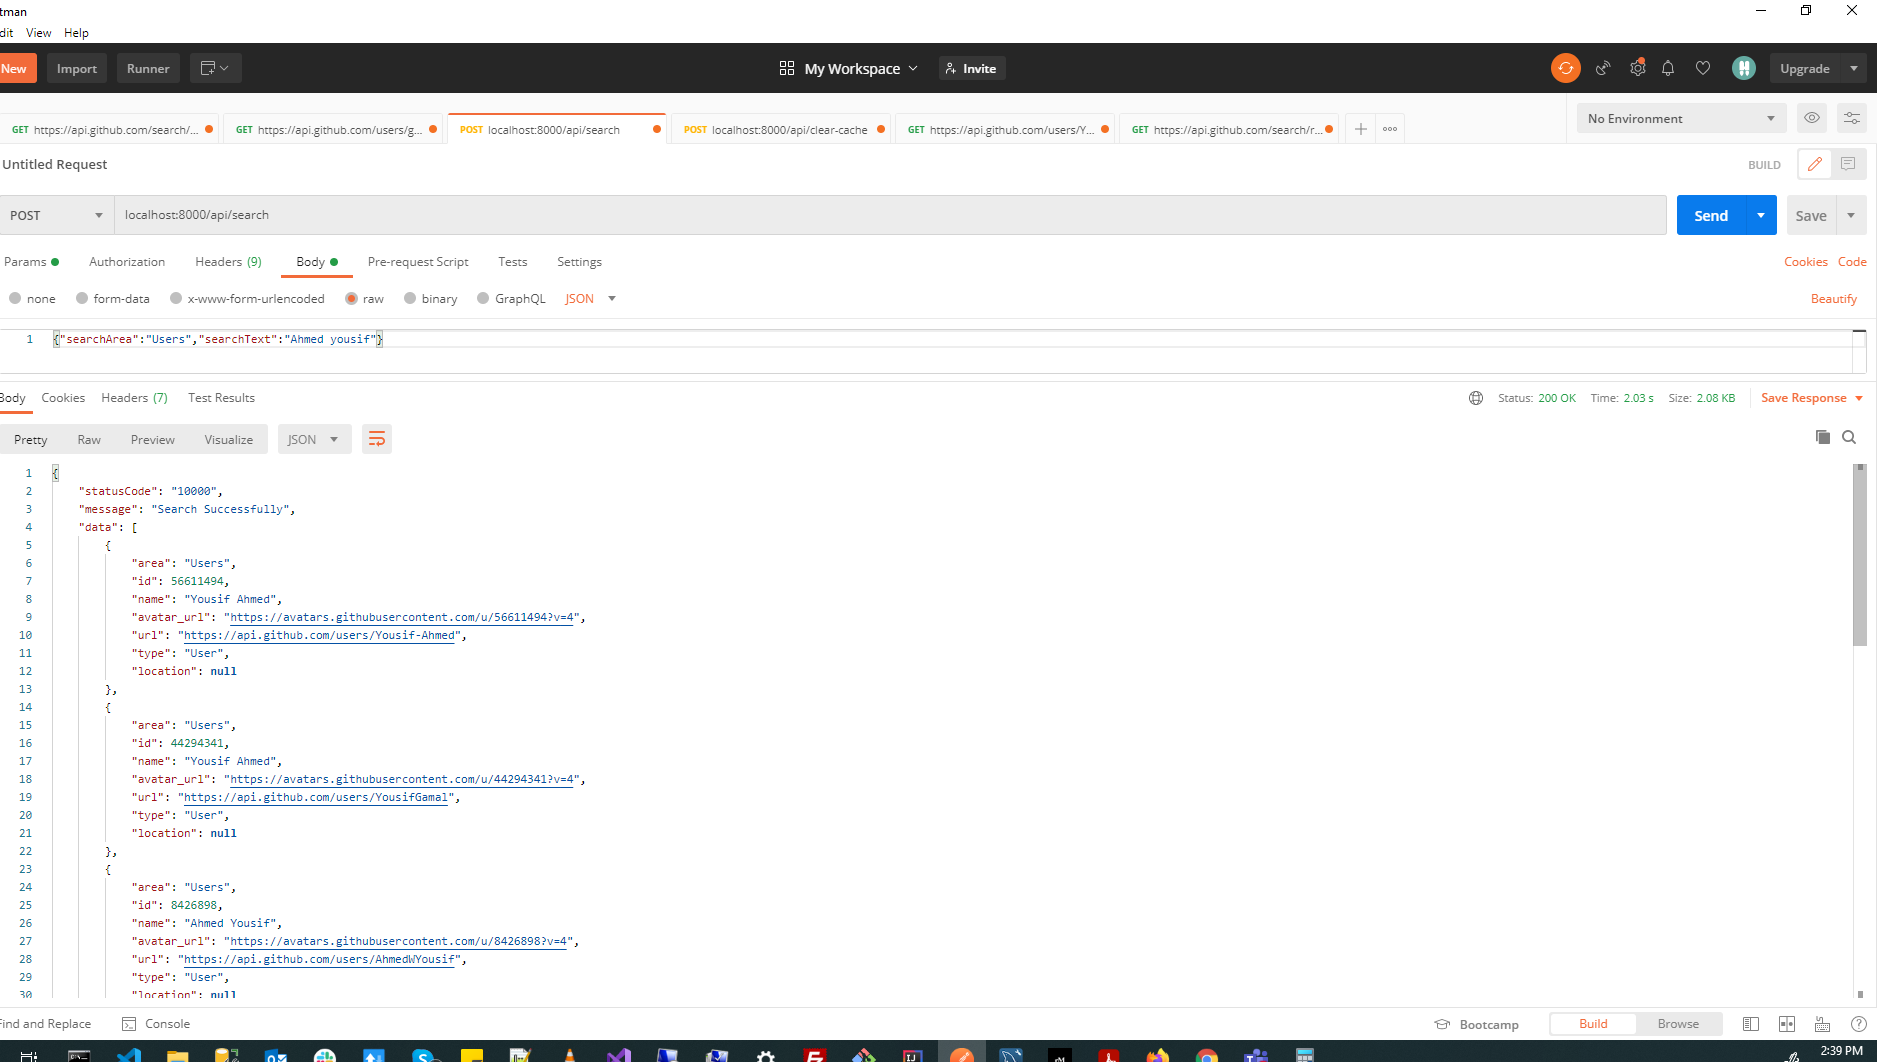 tman
dit View Help
New Import Runner My Workspace Invite Upgrade
GET https://api.github.com/search/... GET https://api.github.com/users/g... POST localhost:8000/api/search POST localhost:8000/api/clear-cache GET https://api.github.com/users/Y... GET https://api.github.com/search/r... No Environment
Untitled Request BUILD
POST localhost:8000/api/search Send Save
Params Authorization Headers (9) Body Pre-request Script Tests Settings Cookies Code
none form-data x-www-form-urlencoded raw binary GraphQL JSON Beautify
1 {"searchArea":"Users","searchText":"Ahmed yousif"}
Body Cookies Headers (7) Test Results Status: 200 OK Time: 2.03 s Size: 2.08 KB Save Response
Pretty Raw Preview Visualize JSON
1 {
2 "statusCode": "10000",
3 "message": "Search Successfully",
4 "data": [
5 {
6 "area": "Users",
7 "id": 56611494,
8 "name": "Yousif Ahmed",
9 "avatar_url": "https://avatars.githubusercontent.com/u/56611494?v=4",
10 "url": "https://api.github.com/users/Yousif-Ahmed",
11 "type": "User",
12 "location": null
13 },
14 {
15 "area": "Users",
16 "id": 44294341,
17 "name": "Yousif Ahmed",
18 "avatar_url": "https://avatars.githubusercontent.com/u/44294341?v=4",
19 "url": "https://api.github.com/users/YousifGamal",
20 "type": "User",
21 "location": null
22 },
23 {
24 "area": "Users",
25 "id": 8426898,
26 "name": "Ahmed Yousif",
27 "avatar_url": "https://avatars.githubusercontent.com/u/8426898?v=4",
28 "url": "https://api.github.com/users/AhmedWYousif",
29 "type": "User",
30 "location": null
Find and Replace Console Bootcamp Build Browse
2:39 PM